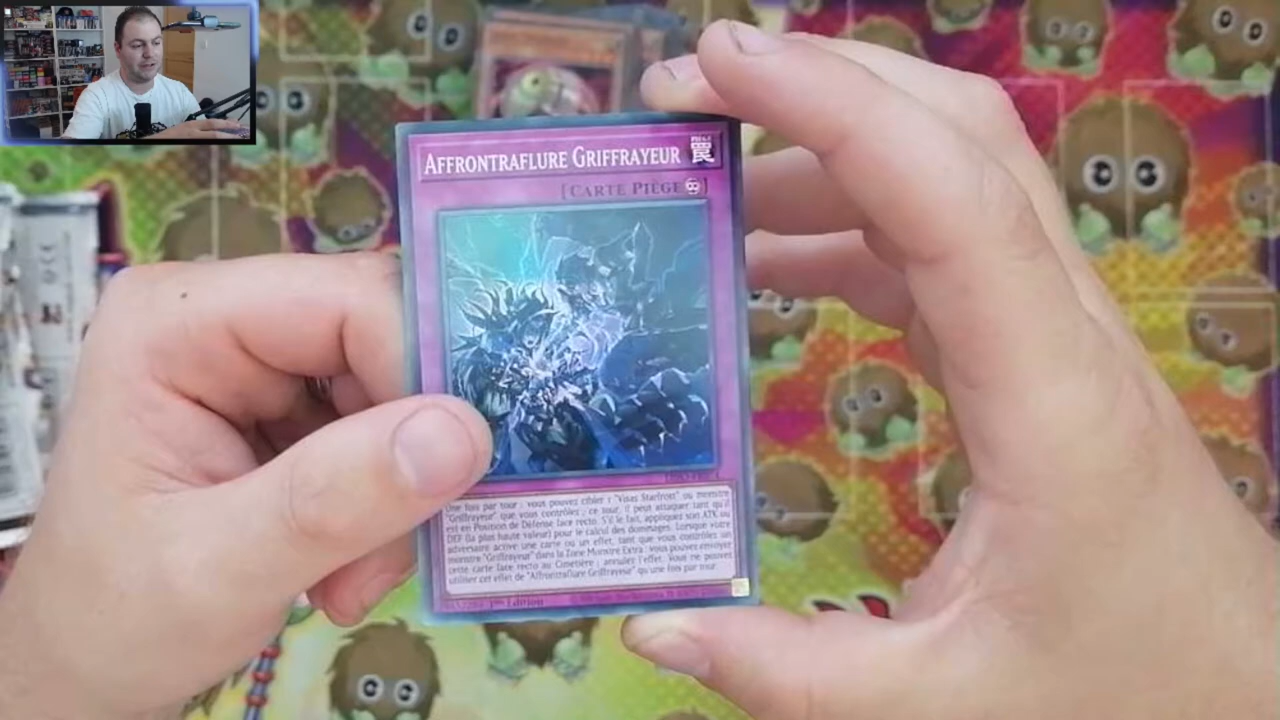 AFFRONTRAFLURE GRIFFRAYEUR
罠
[CARTE PIÈGE]
Une fois par tour : vous pouvez cibler 1 "Visas Starfrost" ou monstre
"Griffrayeur" que vous contrôlez ; ce tour, il peut attaquer tant qu'il
est en Position de Défense face recto. S'il le fait, appliquez son ATK ou
DEF (la plus haute valeur) pour le calcul des dommages. Lorsque votre
adversaire active une carte ou un effet, tant que vous contrôlez un
monstre "Griffrayeur" dans la Zone Monstre Extra : vous pouvez envoyer
cette carte face recto au Cimetière ; annulez l'effet. Vous ne pouvez
utiliser cet effet de "Affrontraflure Griffrayeur" qu'une fois par tour.
Edition